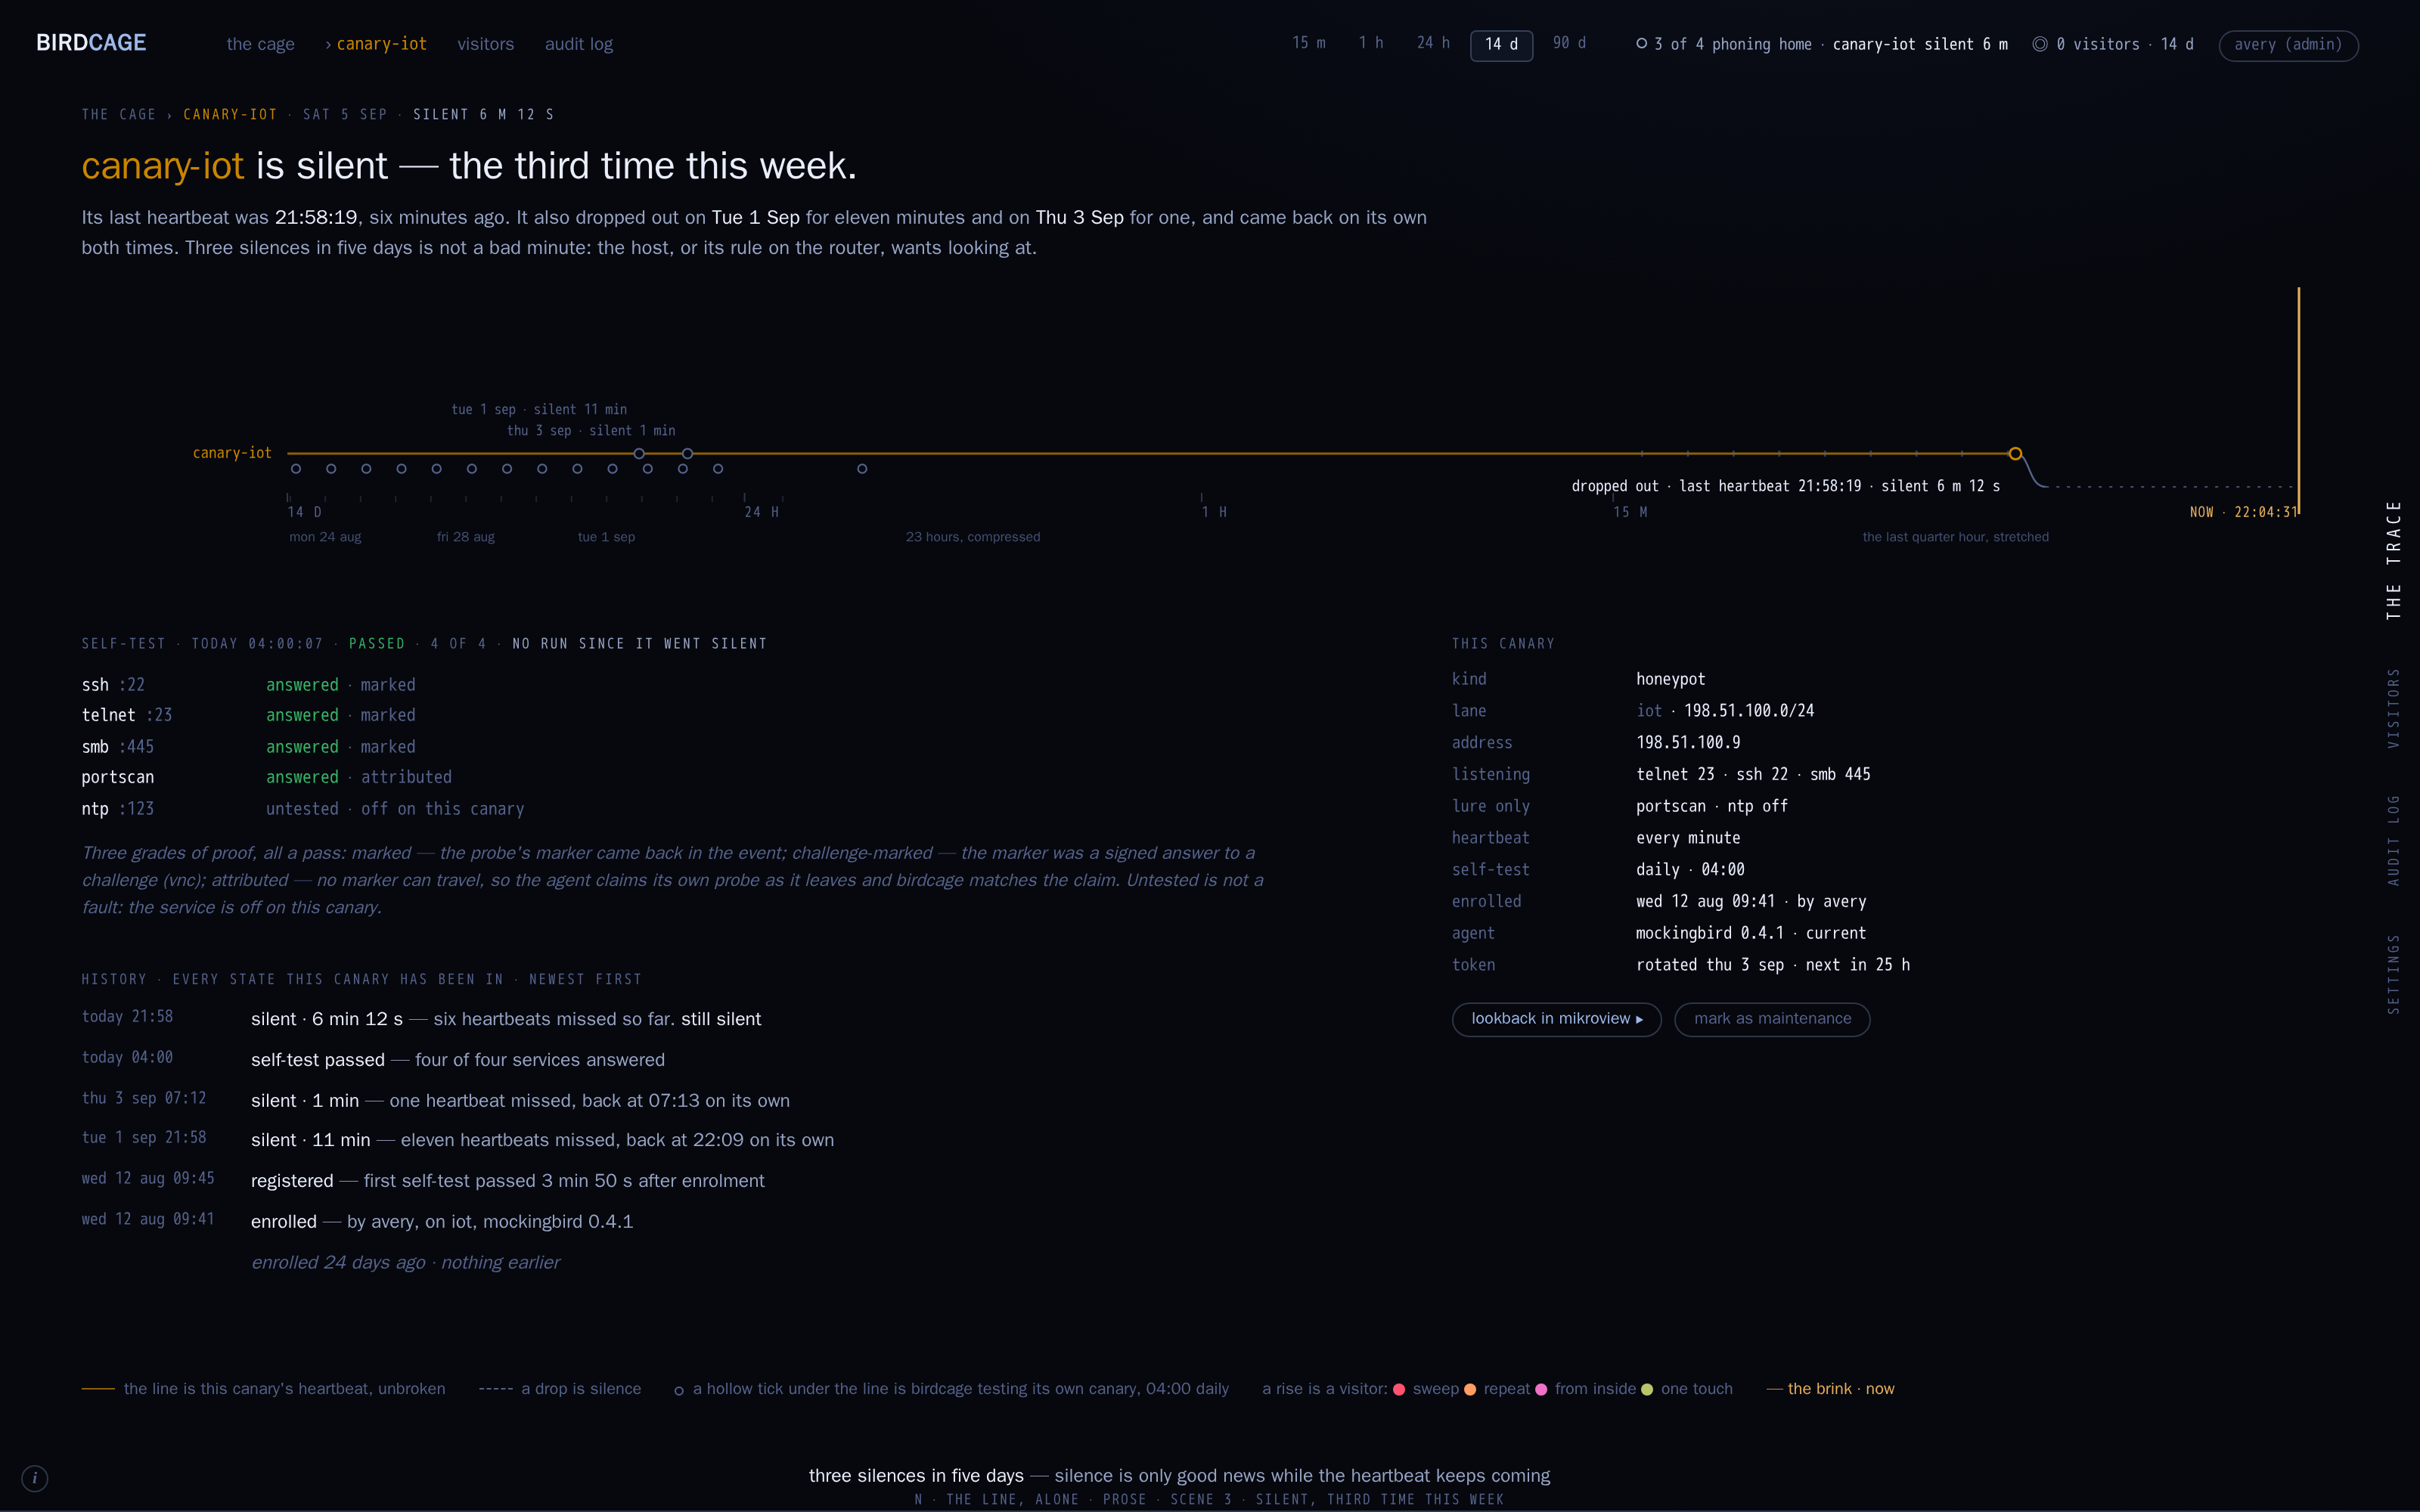 BIRDCAGE the cage › canary-iot visitors audit log 15 m 1 h 24 h 14 d 90 d 3 of 4 phoning home · canary-iot silent 6 m 0 visitors · 14 d avery (admin)
THE CAGE › CANARY-IOT · SAT 5 SEP · SILENT 6 M 12 S
canary-iot is silent — the third time this week.
Its last heartbeat was 21:58:19, six minutes ago. It also dropped out on Tue 1 Sep for eleven minutes and on Thu 3 Sep for one, and came back on its own
both times. Three silences in five days is not a bad minute: the host, or its rule on the router, wants looking at.
tue 1 sep · silent 11 min
thu 3 sep · silent 1 min
canary-iot
dropped out · last heartbeat 21:58:19 · silent 6 m 12 s
14 D 24 H 1 H 15 M NOW · 22:04:31
mon 24 aug fri 28 aug tue 1 sep 23 hours, compressed the last quarter hour, stretched
THE TRACE
VISITORS
AUDIT LOG
SETTINGS
SELF-TEST · TODAY 04:00:07 · PASSED · 4 OF 4 · NO RUN SINCE IT WENT SILENT
ssh :22 answered · marked
telnet :23 answered · marked
smb :445 answered · marked
portscan answered · attributed
ntp :123 untested · off on this canary
Three grades of proof, all a pass: marked — the probe's marker came back in the event; challenge-marked — the marker was a signed answer to a
challenge (vnc); attributed — no marker can travel, so the agent claims its own probe as it leaves and birdcage matches the claim. Untested is not a
fault: the service is off on this canary.
THIS CANARY
kind honeypot
lane iot · 198.51.100.0/24
address 198.51.100.9
listening telnet 23 · ssh 22 · smb 445
lure only portscan · ntp off
heartbeat every minute
self-test daily · 04:00
enrolled wed 12 aug 09:41 · by avery
agent mockingbird 0.4.1 · current
token rotated thu 3 sep · next in 25 h
lookback in mikroview ▸ mark as maintenance
HISTORY · EVERY STATE THIS CANARY HAS BEEN IN · NEWEST FIRST
today 21:58 silent · 6 min 12 s — six heartbeats missed so far. still silent
today 04:00 self-test passed — four of four services answered
thu 3 sep 07:12 silent · 1 min — one heartbeat missed, back at 07:13 on its own
tue 1 sep 21:58 silent · 11 min — eleven heartbeats missed, back at 22:09 on its own
wed 12 aug 09:45 registered — first self-test passed 3 min 50 s after enrolment
wed 12 aug 09:41 enrolled — by avery, on iot, mockingbird 0.4.1
enrolled 24 days ago · nothing earlier
the line is this canary's heartbeat, unbroken a drop is silence a hollow tick under the line is birdcage testing its own canary, 04:00 daily a rise is a visitor: sweep repeat from inside one touch — the brink · now
i
three silences in five days — silence is only good news while the heartbeat keeps coming
N · THE LINE, ALONE · PROSE · SCENE 3 · SILENT, THIRD TIME THIS WEEK